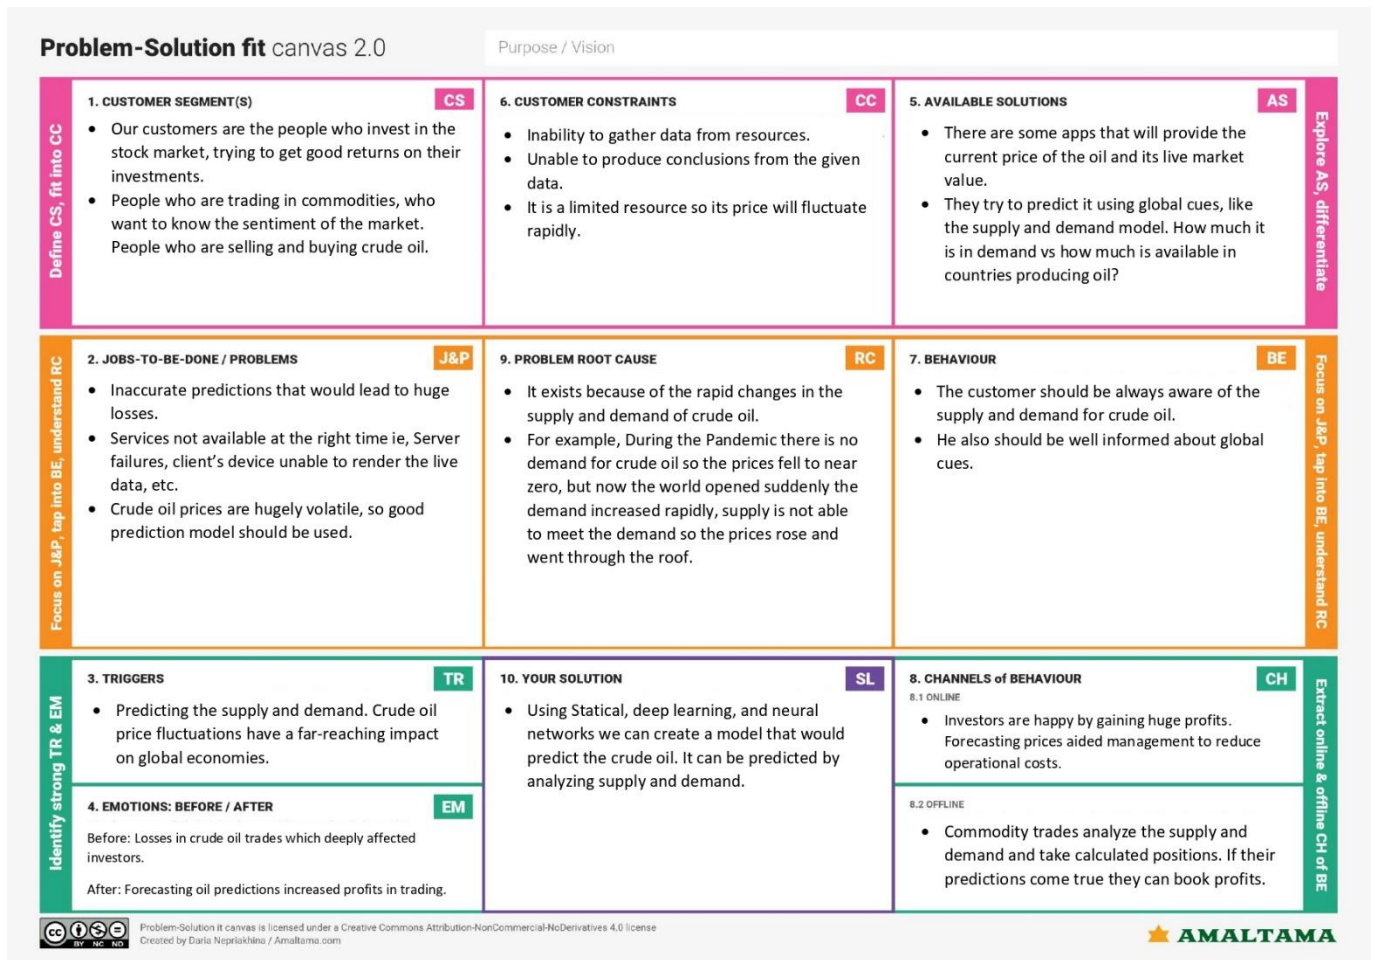 Problem-Solution fit canvas 2.0
Purpose / Vision
Define CS, fit into CC
1. CUSTOMER SEGMENT(S)
CS
• Our customers are the people who invest in the
stock market, trying to get good returns on their
investments.
• People who are trading in commodities, who
want to know the sentiment of the market.
People who are selling and buying crude oil.
6. CUSTOMER CONSTRAINTS
CC
• Inability to gather data from resources.
• Unable to produce conclusions from the given
data.
• It is a limited resource so its price will fluctuate
rapidly.
5. AVAILABLE SOLUTIONS
AS
• There are some apps that will provide the
current price of the oil and its live market
value.
• They try to predict it using global cues, like
the supply and demand model. How much it
is in demand vs how much is available in
countries producing oil?
Explore AS, differentiate
Focus on J&P, tap into BE, understand RC
2. JOBS-TO-BE-DONE / PROBLEMS
J&P
• Inaccurate predictions that would lead to huge
losses.
• Services not available at the right time ie, Server
failures, client's device unable to render the live
data, etc.
• Crude oil prices are hugely volatile, so good
prediction model should be used.
9. PROBLEM ROOT CAUSE
RC
• It exists because of the rapid changes in the
supply and demand of crude oil.
• For example, During the Pandemic there is no
demand for crude oil so the prices fell to near
zero, but now the world opened suddenly the
demand increased rapidly, supply is not able
to meet the demand so the prices rose and
went through the roof.
7. BEHAVIOUR
BE
• The customer should be always aware of the
supply and demand for crude oil.
• He also should be well informed about global
cues.
Focus on J&P, tap into BE, understand RC
Identify strong TR & EM
3. TRIGGERS
TR
• Predicting the supply and demand. Crude oil
price fluctuations have a far-reaching impact
on global economies.
4. EMOTIONS: BEFORE / AFTER
EM
Before: Losses in crude oil trades which deeply affected
investors.
After: Forecasting oil predictions increased profits in trading.
10. YOUR SOLUTION
SL
• Using Statical, deep learning, and neural
networks we can create a model that would
predict the crude oil. It can be predicted by
analyzing supply and demand.
8. CHANNELS of BEHAVIOUR
CH
8.1 ONLINE
• Investors are happy by gaining huge profits.
Forecasting prices aided management to reduce
operational costs.
8.2 OFFLINE
• Commodity trades analyze the supply and
demand and take calculated positions. If their
predictions come true they can book profits.
Extract online & offline CH of BE
cc BY NC ND
Problem-Solution fit canvas is licensed under a Creative Commons Attribution-NonCommercial-NoDerivatives 4.0 license
Created by Daria Nepriakhina / Amaltama.com
AMALTAMA